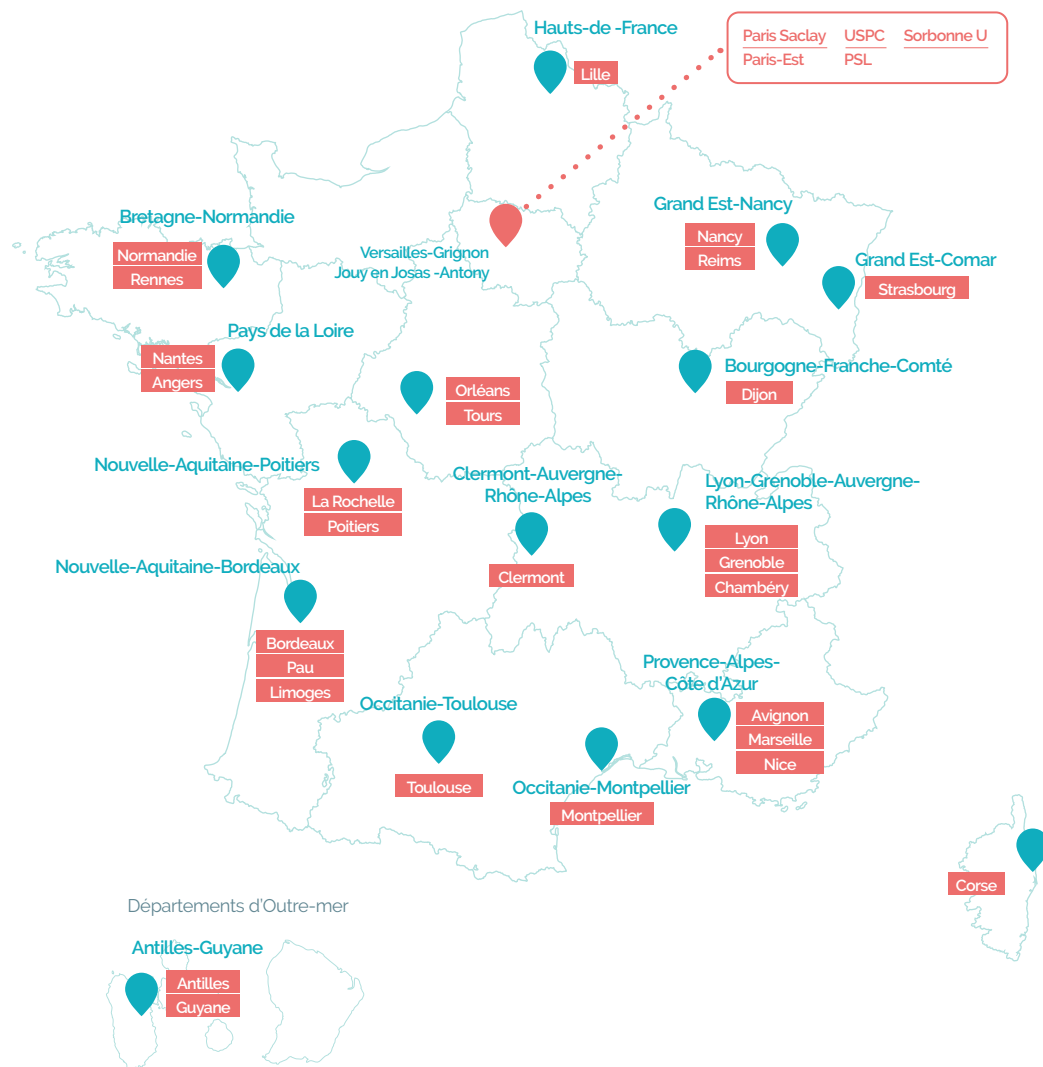 Hauts-de -France
Lille
Paris Saclay USPC Sorbonne U
Paris-Est PSL
Bretagne-Normandie
Normandie
Rennes
Versailles-Grignon
Jouy en Josas -Antony
Grand Est-Nancy
Nancy
Reims
Grand Est-Comar
Strasbourg
Pays de la Loire
Nantes
Angers
Orléans
Tours
Bourgogne-Franche-Comté
Dijon
Nouvelle-Aquitaine-Poitiers
La Rochelle
Poitiers
Clermont-Auvergne-
Rhône-Alpes
Clermont
Lyon-Grenoble-Auvergne-
Rhône-Alpes
Lyon
Grenoble
Chambéry
Nouvelle-Aquitaine-Bordeaux
Bordeaux
Pau
Limoges
Provence-Alpes-
Côte d'Azur
Avignon
Marseille
Nice
Occitanie-Toulouse
Toulouse
Occitanie-Montpellier
Montpellier
Corse
Départements d'Outre-mer
Antilles-Guyane
Antilles
Guyane